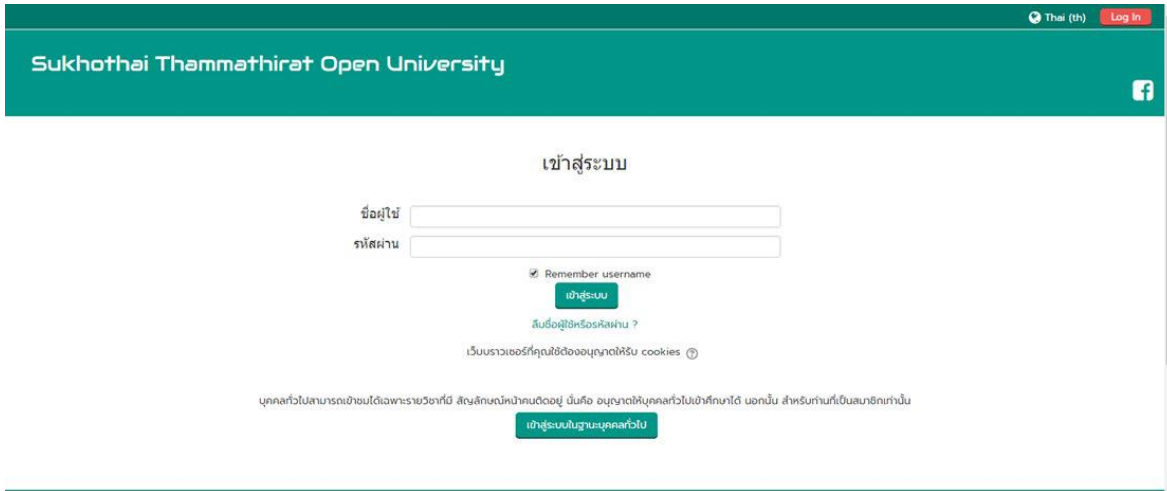 Thai (th) Log In
Sukhothai Thammathirat Open University
เข้าสู่ระบบ
ชื่อผู้ใช้
รหัสผ่าน
Remember username
เข้าสู่ระบบ
ลืมชื่อผู้ใช้หรือรหัสผ่าน ?
เว็บบราวเซอร์ที่คุณใช้ต้องอนุญาตให้รับ cookies
บุคคลทั่วไปสามารถเข้าชมได้เฉพาะรายวิชาที่มี สัญลักษณ์หน้าคนติดอยู่ นั่นคือ อนุญาตให้บุคคลทั่วไปเข้าศึกษาได้ นอกนั้น สำหรับท่านที่เป็นสมาชิกเท่านั้น
เข้าสู่ระบบในฐานะบุคคลทั่วไป